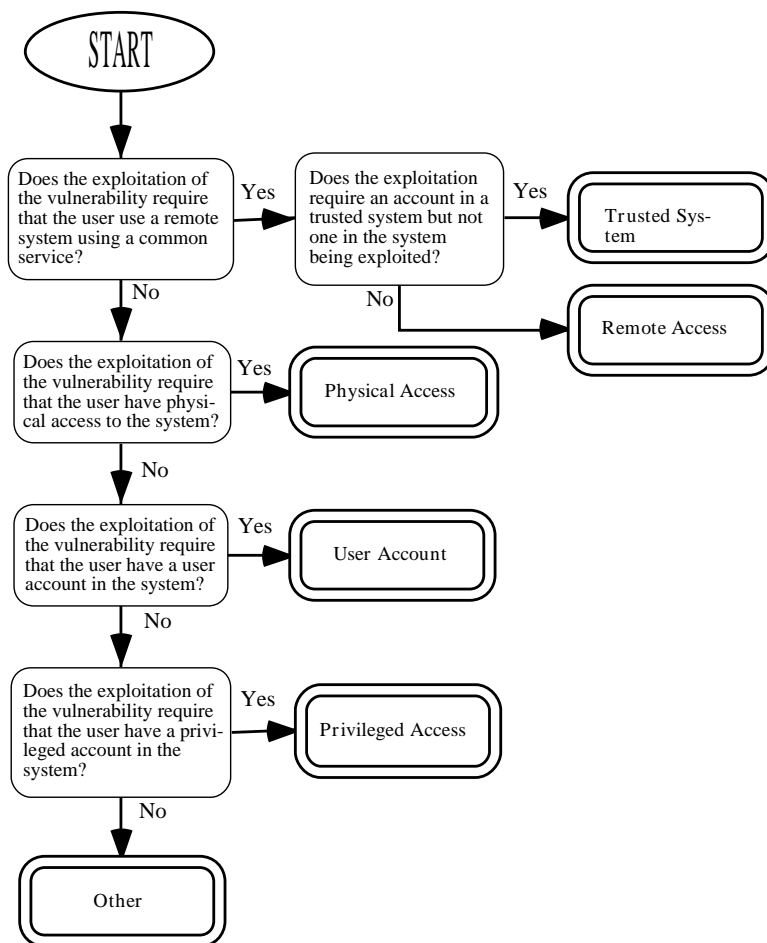 START
Does the exploitation of
the vulnerability require
that the user use a remote
system using a common
service?
Yes
Does the exploitation
require an account in a
trusted system but not
one in the system
being exploited?
Yes
Trusted Sys-
tem
No
No
Remote Access
Does the exploitation of
the vulnerability require
that the user have physi-
cal access to the system?
Yes
Physical Access
No
Does the exploitation of
the vulnerability require
that the user have a user
account in the system?
Yes
User Account
No
Does the exploitation of
the vulnerability require
that the user have a privi-
leged account in the
system?
Yes
Privileged Access
No
Other